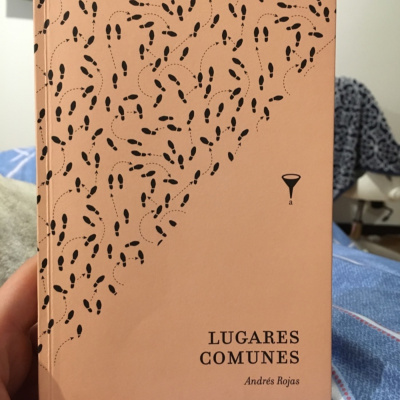 a
LUGARES
COMUNES
Andrés Rojas